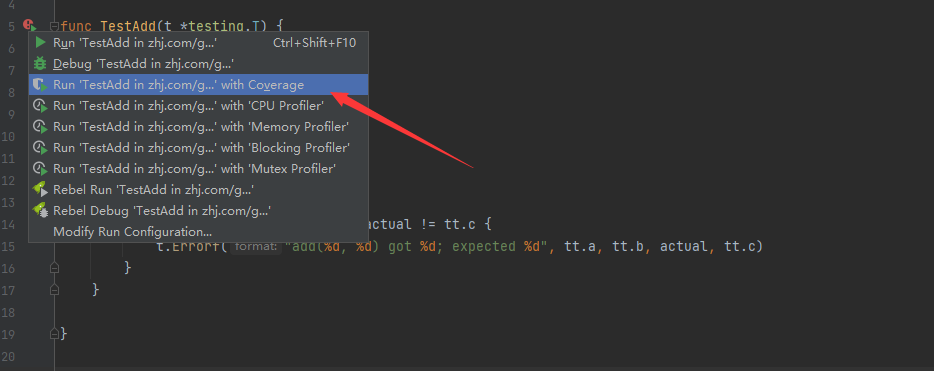 4
5 func TestAdd(t *testing.T) {
Run 'TestAdd in zhj.com/g...' Ctrl+Shift+F10
7 Debug 'TestAdd in zhj.com/g...'
8 Run 'TestAdd in zhj.com/g...' with Coverage
9 Run 'TestAdd in zhj.com/g...' with 'CPU Profiler'
10 Run 'TestAdd in zhj.com/g...' with 'Memory Profiler'
11 Run 'TestAdd in zhj.com/g...' with 'Blocking Profiler'
12 Run 'TestAdd in zhj.com/g...' with 'Mutex Profiler'
Rebel Run 'TestAdd in zhj.com/g...'
Rebel Debug 'TestAdd in zhj.com/g...'
14 actual != tt.c {
Modify Run Configuration...
15 t.Errorf( format: "add(%d, %d) got %d; expected %d", tt.a, tt.b, actual, tt.c)
16 }
17 }
18
19 }
20